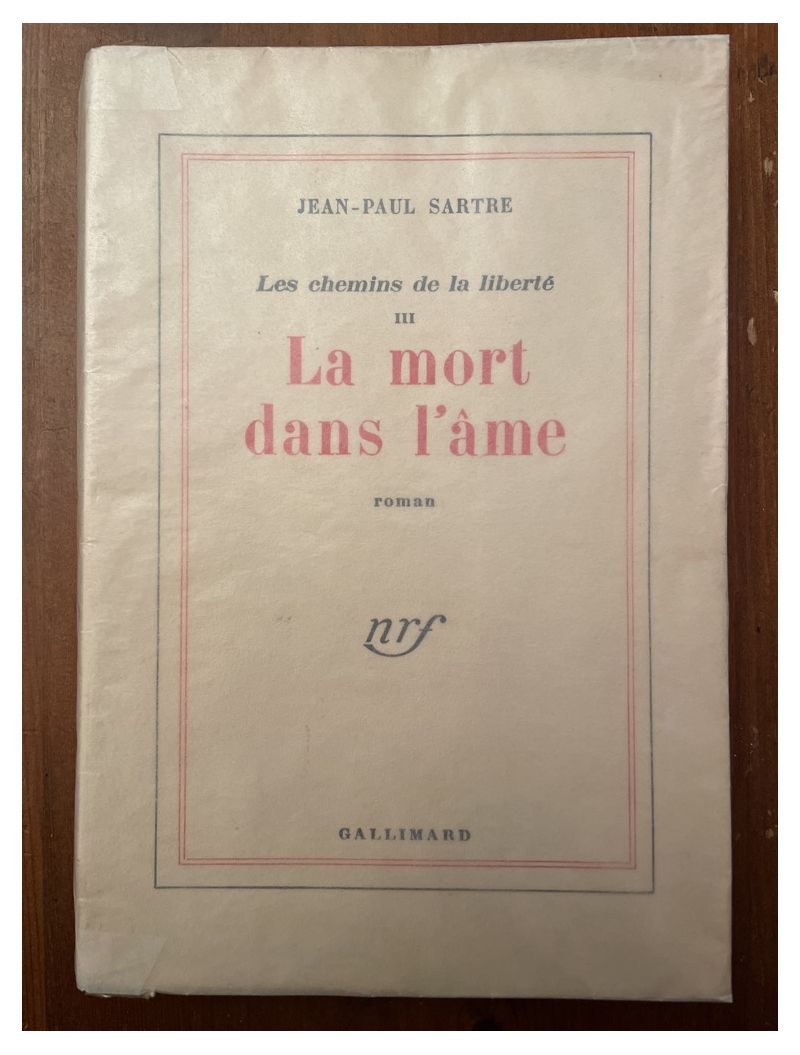 JEAN-PAUL SARTRE
Les chemins de la liberté
III
La mort
dans l'âme
roman
nrf
GALLIMARD